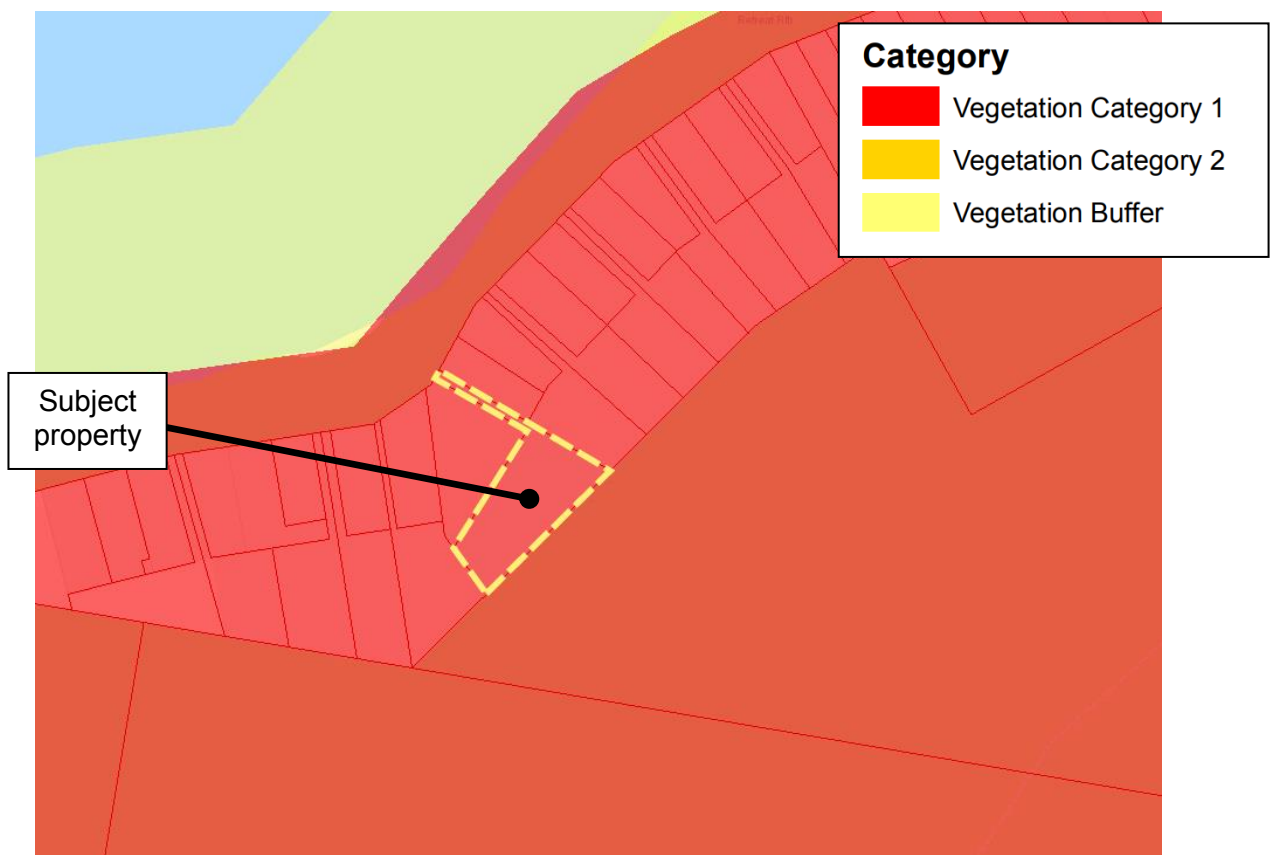 Category
Vegetation Category 1
Vegetation Category 2
Vegetation Buffer
Subject
property